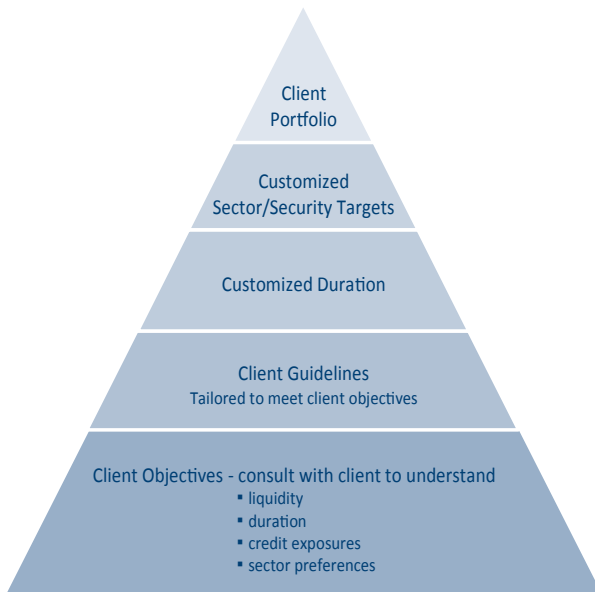 Client
Portfolio
Customized
Sector/Security Targets
Customized Duration
Client Guidelines
Tailored to meet client objectives
Client Objectives - consult with client to understand
▪ liquidity
▪ duration
▪ credit exposures
▪ sector preferences